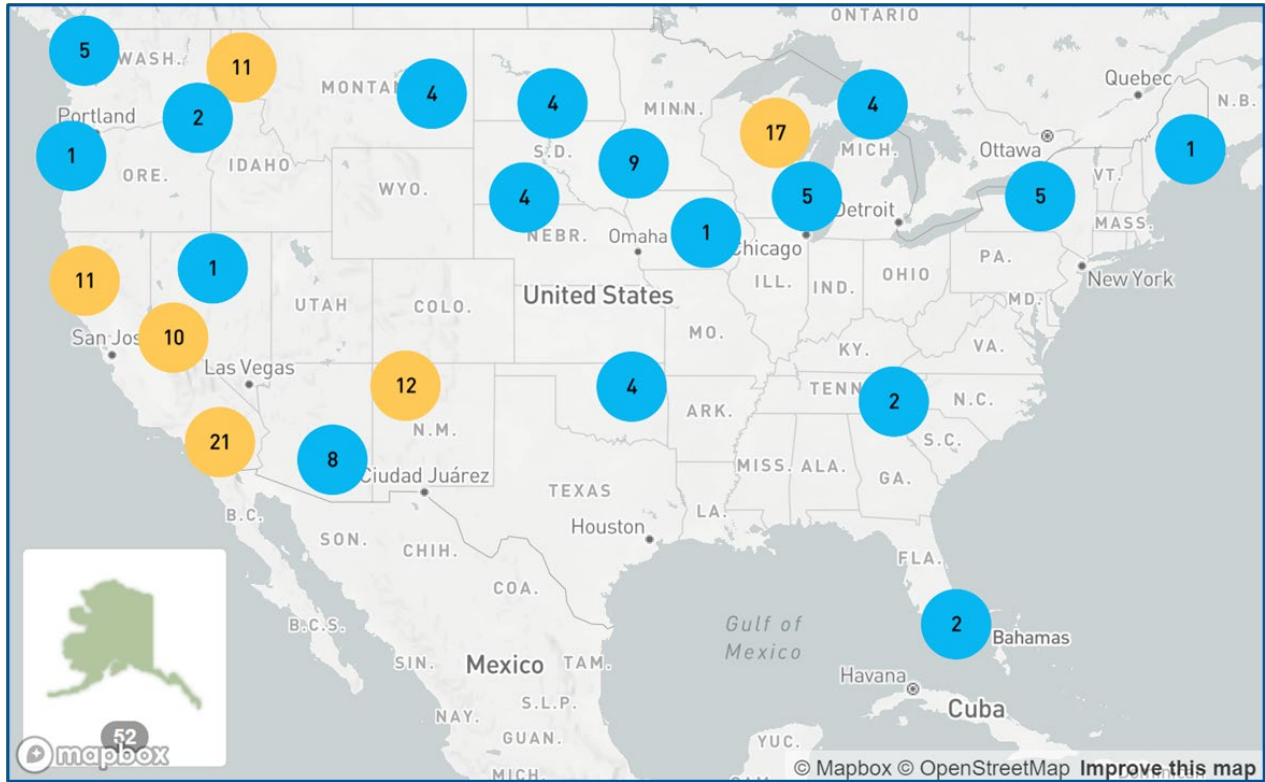 ONTARIO
5
WASH.
11
Quebec
MONTAN
4
4
MINN.
4
N.B.
Portland
2
17
Ottawa
1
1
ORE.
IDAHO
S.D.
9
MICH.
VT.
WYO.
4
5
Detroit
5
MASS.
NEBR.
Omaha
1
Chicago
1
PA.
New York
11
UTAH
COLO.
United States
ILL.
IND.
OHIO
MD.
San Jos
10
MO.
KY.
VA.
Las Vegas
12
4
TENN
2
N.C.
21
N.M.
ARK.
S.C.
8
Ciudad Juárez
MISS.
ALA.
GA.
TEXAS
B.C.
LA.
SON.
Houston
CHIH.
FLA.
COA.
B.C.S.
Gulf of
Mexico
2
Bahamas
SIN.
Mexico
TAM.
Havana
S.L.P.
Cuba
NAY.
52
GUAN.
YUC.
mapbox
MICH.
© Mapbox © OpenStreetMap Improve this map